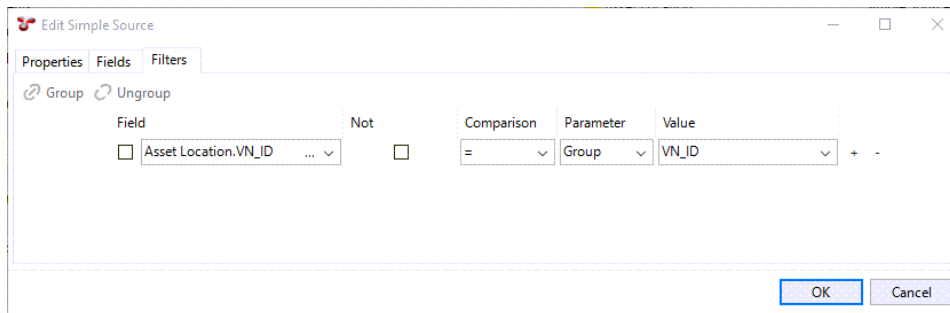 Edit Simple Source
Properties Fields Filters
Group Ungroup
Field Not Comparison Parameter Value
Asset Location.VN_ID ... = Group VN_ID + -
OK Cancel